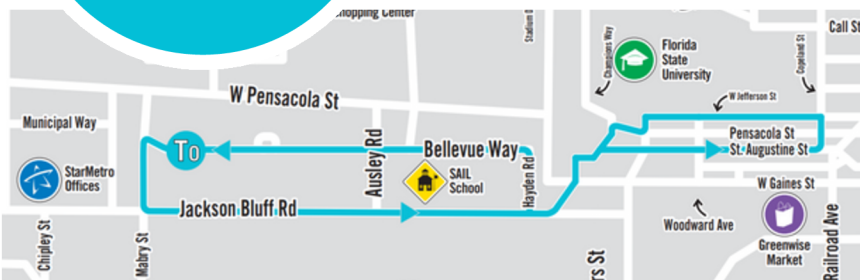 hopping Center
Stadium D
Champions Way
Florida
State
University
Copeland St
Call St
W Pensacola St
W Jefferson St
Municipal Way
Ausley Rd
To
Bellevue Way
Pensacola St
St. Augustine St
StarMetro
Offices
SAIL
School
Hayden Rd
W Gaines St
Jackson Bluff Rd
Woodward Ave
Greenwise
Market
Railroad Ave
Chipley St
Mabry St
rs St